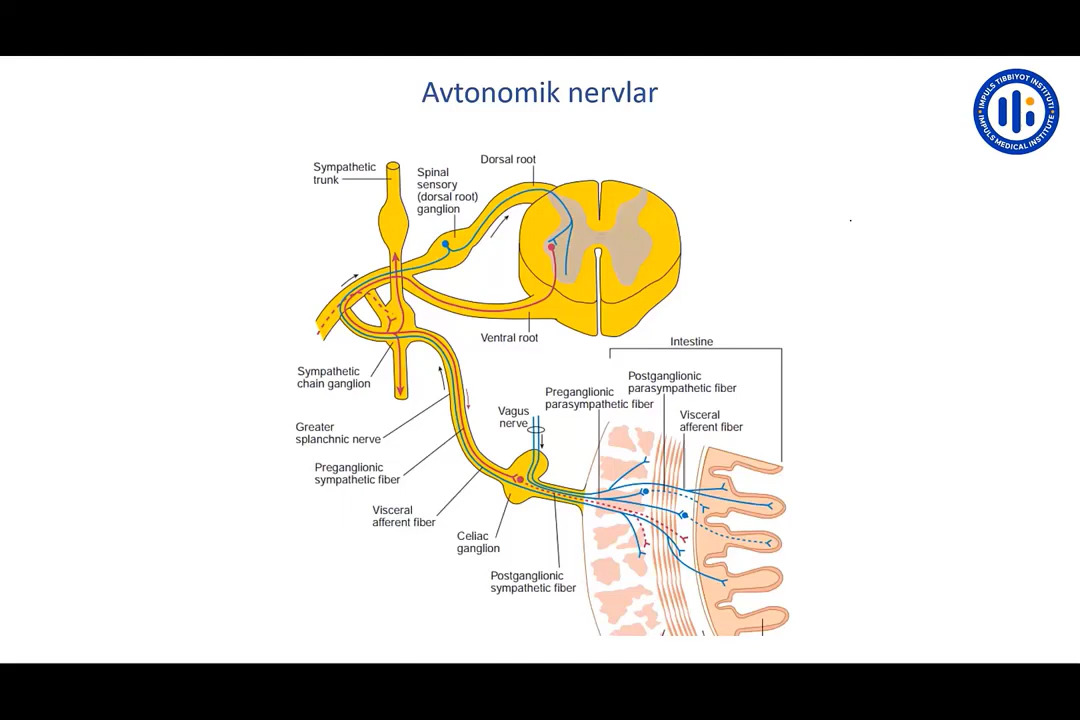 Avtonomik nervlar
IMPULS TIBBIYOT INSTITUTI
IMPULS MEDICAL INSTITUTE
Dorsal root
Sympathetic
trunk
Spinal
sensory
(dorsal root)
ganglion
Ventral root
Intestine
Sympathetic
chain ganglion
Postganglionic
parasympathetic fiber
Preganglionic
parasympathetic fiber
Vagus
nerve
Visceral
afferent fiber
Greater
splanchnic nerve
Preganglionic
sympathetic fiber
Visceral
afferent fiber
Celiac
ganglion
Postganglionic
sympathetic fiber